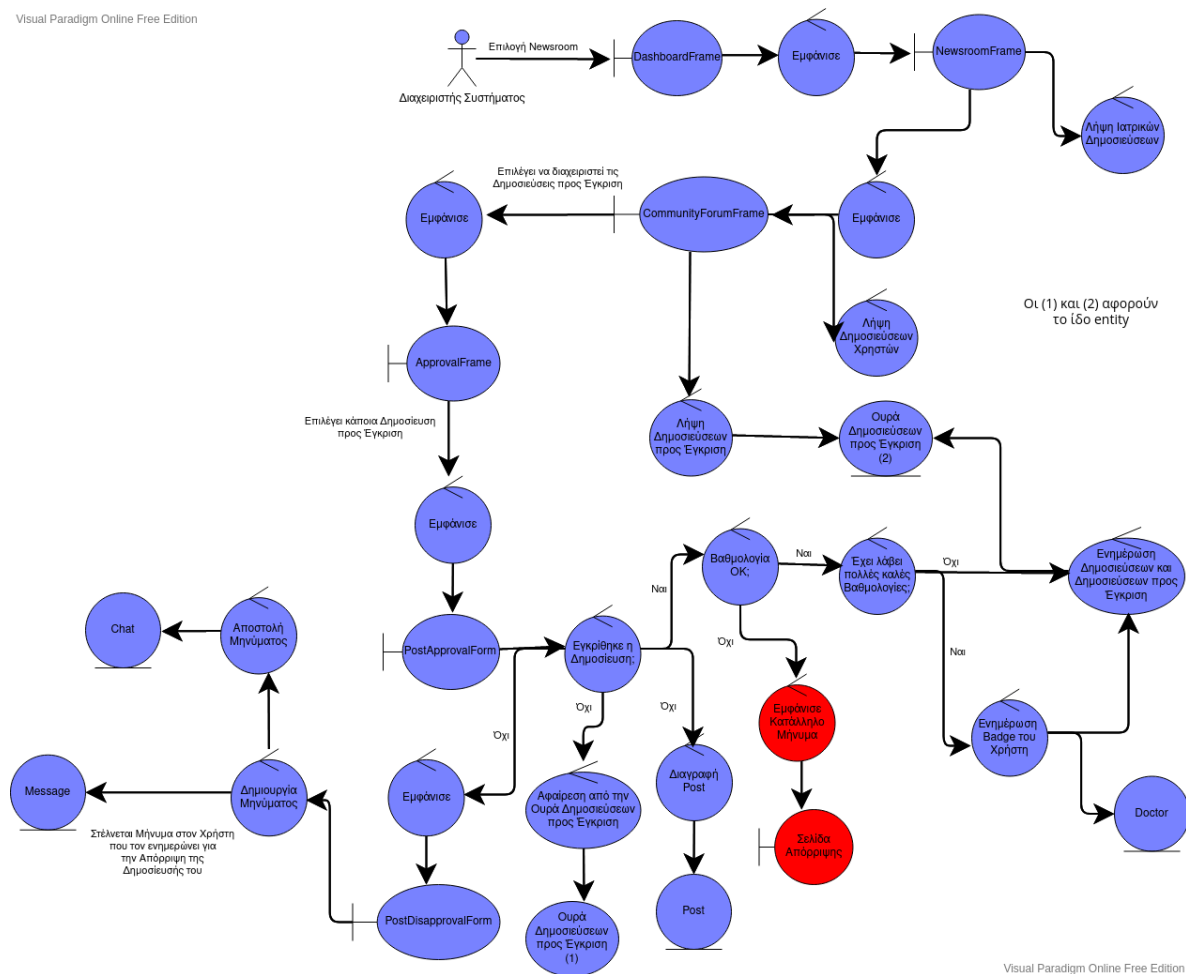 Visual Paradigm Online Free Edition
Επιλογή Newsroom
DashboardFrame
Εμφάνισε
NewsroomFrame
Διαχειριστής Συστήματος
Λήψη Ιατρικών
Δημοσιεύσεων
Επιλέγει να διαχειριστεί τις
Δημοσιεύσεις προς Έγκριση
Εμφάνισε
CommunityForumFrame
Εμφάνισε
Οι (1) και (2) αφορούν
το ίδο entity
Λήψη
Δημοσιεύσεων
Χρηστών
ApprovalFrame
Επιλέγει κάποια Δημοσίευση
προς Έγκριση
Λήψη
Δημοσιεύσεων
προς Έγκριση
Ουρά
Δημοσιεύσεων
προς Έγκριση
(2)
Εμφάνισε
Βαθμολογία
ΟΚ;
Ναι
Έχει λάβει
πολλές καλές
Βαθμολογίες;
Όχι
Ενημέρωση
Δημοσιεύσεων και
Δημοσιεύσεων προς
Έγκριση
Ναι
Chat
Αποστολή
Μηνύματος
PostApprovalForm
Εγκρίθηκε η
Δημοσίευση;
Όχι
Ναι
Όχι
Όχι
Όχι
Εμφάνισε
Κατάλληλο
Μήνυμα
Ενημέρωση
Badge του
Χρήστη
Message
Δημιουργία
Μηνύματος
Εμφάνισε
Αφαίρεση από την
Ουρά Δημοσιεύσεων
προς Έγκριση
Διαγραφή
Post
Doctor
Στέλνεται Μήνυμα στον Χρήστη
που τον ενημερώνει για
την Απόρριψη της
Δημοσίευσής του
Σελίδα
Απόρριψης
PostDisapprovalForm
Ουρά
Δημοσιεύσεων
προς Έγκριση
(1)
Post
Visual Paradigm Online Free Edition